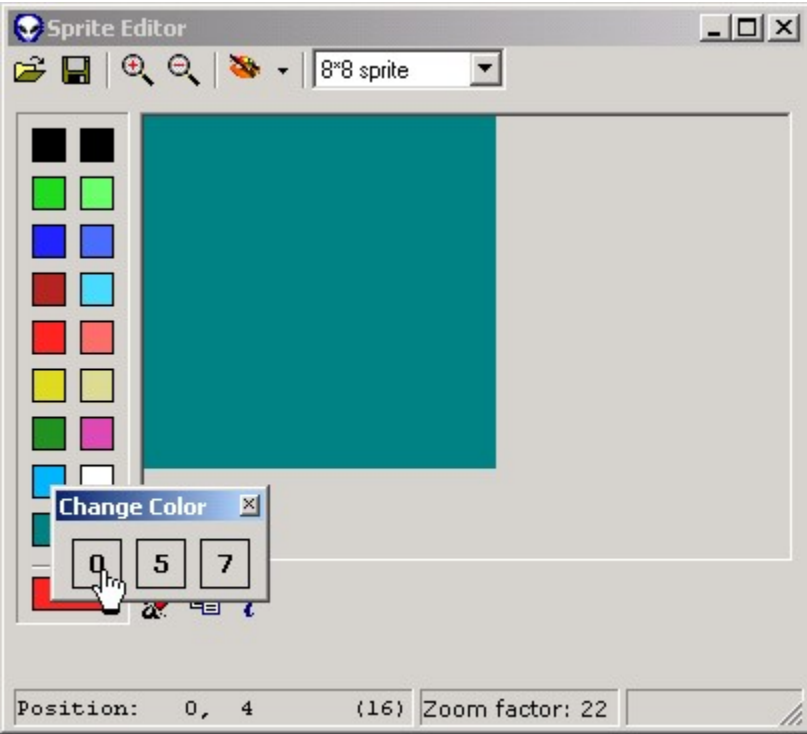 Sprite Editor
8*8 sprite
Change Color
0 5 7
Position: 0, 4 (16) Zoom factor: 22